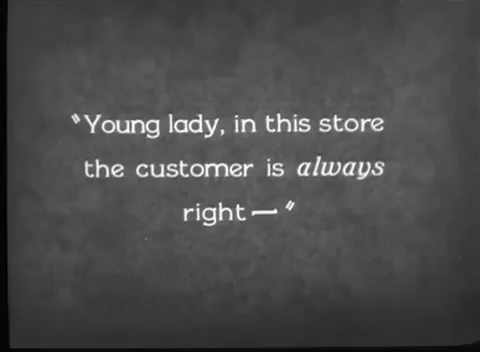 "Young lady, in this store
the customer is always
right—"